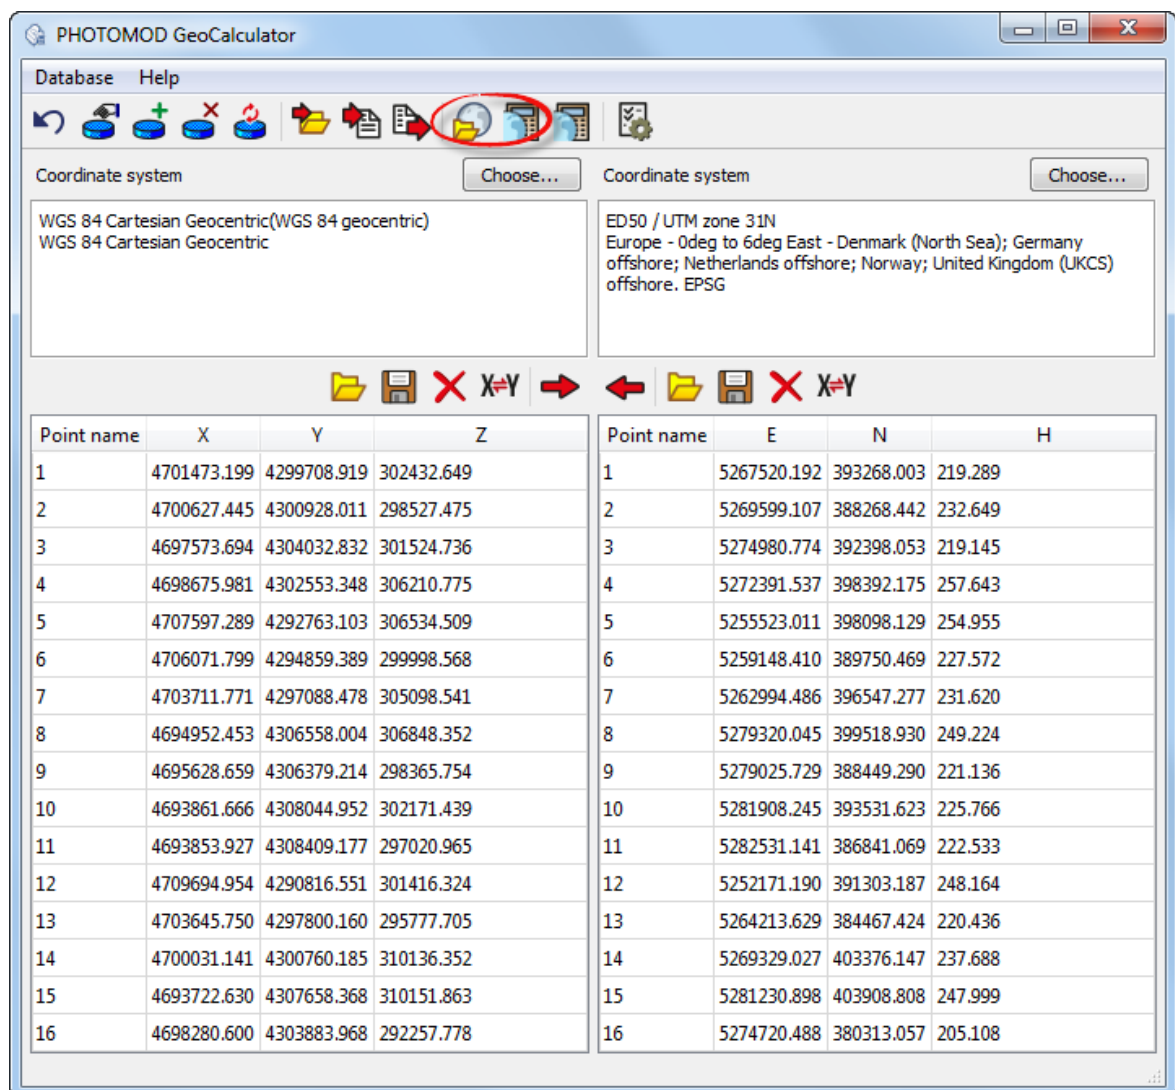 PHOTOMOD GeoCalculator
Database Help
Coordinate system Choose... Coordinate system Choose...
WGS 84 Cartesian Geocentric(WGS 84 geocentric)
WGS 84 Cartesian Geocentric
ED50 / UTM zone 31N
Europe - 0deg to 6deg East - Denmark (North Sea); Germany
offshore; Netherlands offshore; Norway; United Kingdom (UKCS)
offshore. EPSG
X⇌Y X⇌Y
Point name X Y Z Point name E N H
1 4701473.199 4299708.919 302432.649 1 5267520.192 393268.003 219.289
2 4700627.445 4300928.011 298527.475 2 5269599.107 388268.442 232.649
3 4697573.694 4304032.832 301524.736 3 5274980.774 392398.053 219.145
4 4698675.981 4302553.348 306210.775 4 5272391.537 398392.175 257.643
5 4707597.289 4292763.103 306534.509 5 5255523.011 398098.129 254.955
6 4706071.799 4294859.389 299998.568 6 5259148.410 389750.469 227.572
7 4703711.771 4297088.478 305098.541 7 5262994.486 396547.277 231.620
8 4694952.453 4306558.004 306848.352 8 5279320.045 399518.930 249.224
9 4695628.659 4306379.214 298365.754 9 5279025.729 388449.290 221.136
10 4693861.666 4308044.952 302171.439 10 5281908.245 393531.623 225.766
11 4693853.927 4308409.177 297020.965 11 5282531.141 386841.069 222.533
12 4709694.954 4290816.551 301416.324 12 5252171.190 391303.187 248.164
13 4703645.750 4297800.160 295777.705 13 5264213.629 384467.424 220.436
14 4700031.141 4300760.185 310136.352 14 5269329.027 403376.147 237.688
15 4693722.630 4307658.368 310151.863 15 5281230.898 403908.808 247.999
16 4698280.600 4303883.968 292257.778 16 5274720.488 380313.057 205.108